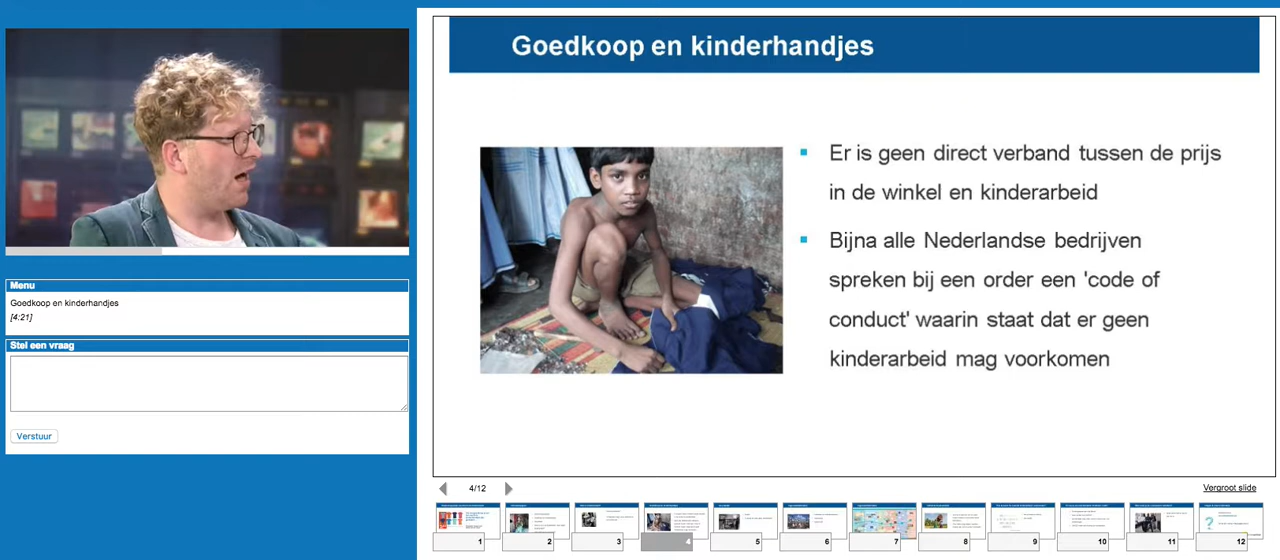 Goedkoop en kinderhandjes
Er is geen direct verband tussen de prijs
in de winkel en kinderarbeid
Bijna alle Nederlandse bedrijven
spreken bij een order een 'code of
conduct' waarin staat dat er geen
kinderarbeid mag voorkomen
Menu
Goedkoop en kinderhandjes
[4:21]
Stel een vraag
Verstuur
4/12
Vergroot slide
1
2
3
4
5
6
7
8
9
10
11
12